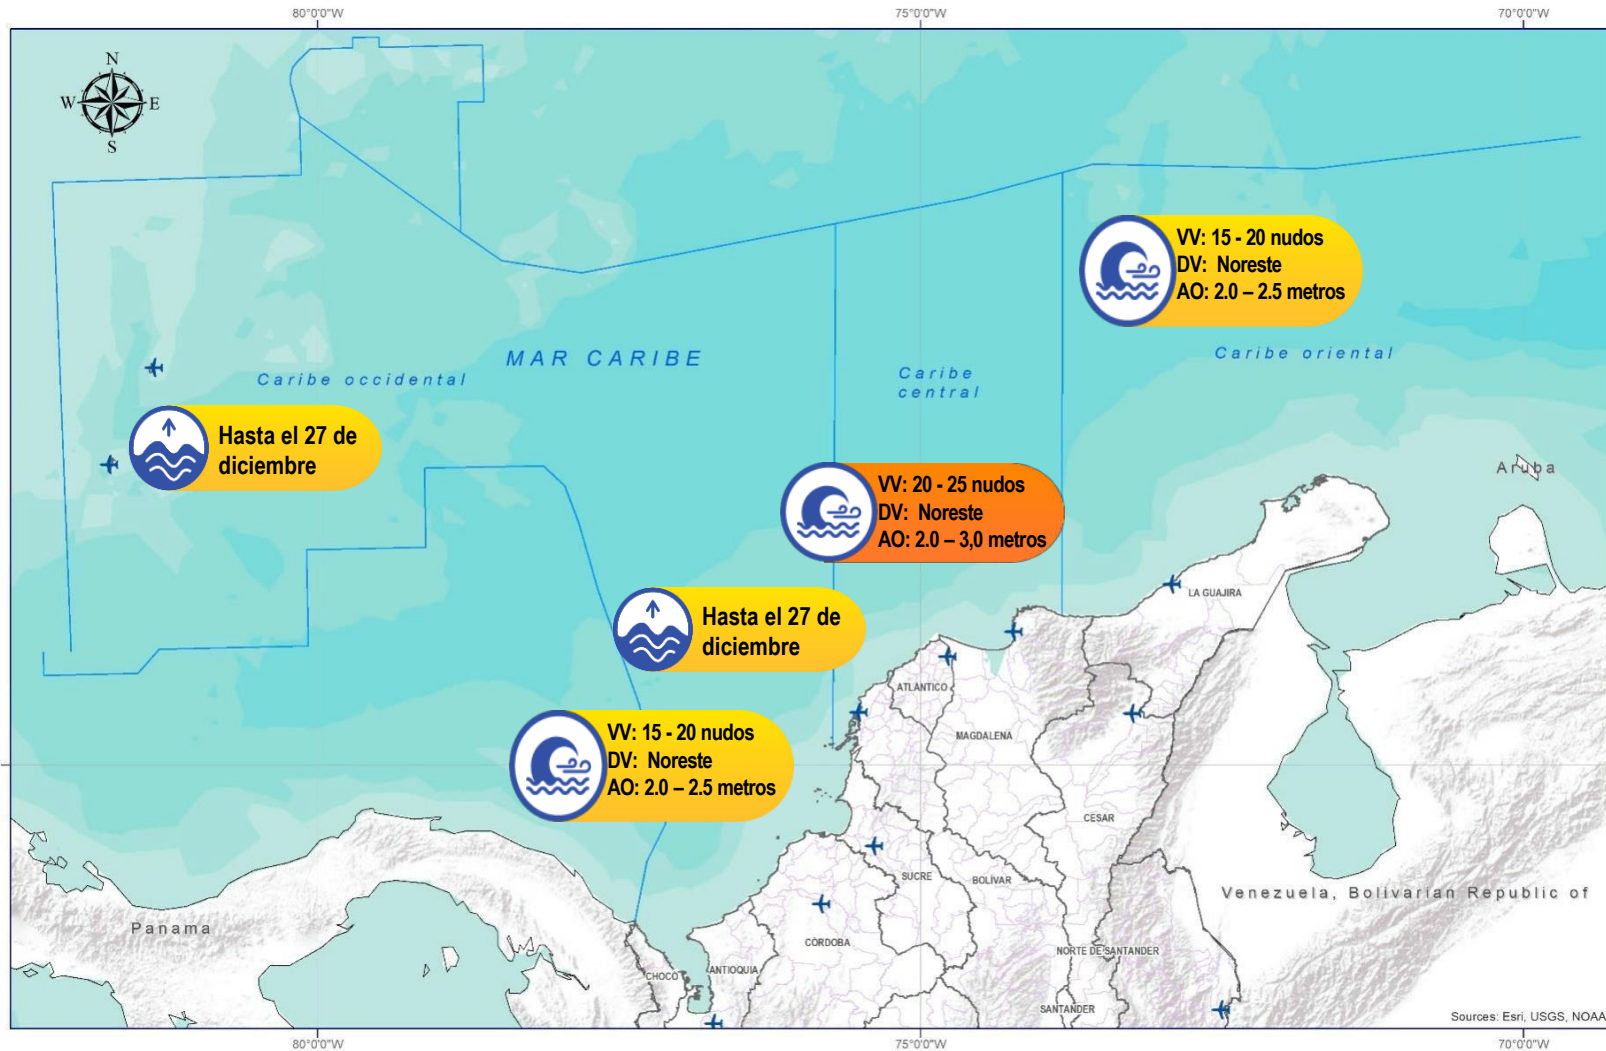 80°0'0"W
75°0'0"W
70°0'0"W
N
W
E
S
VV: 15 - 20 nudos
DV: Noreste
AO: 2.0 – 2.5 metros
MAR CARIBE
Caribe occidental
Caribe
central
Caribe oriental
Hasta el 27 de
diciembre
Aruba
VV: 20 - 25 nudos
DV: Noreste
AO: 2.0 – 3,0 metros
LA GUAJIRA
Hasta el 27 de
diciembre
ATLÁNTICO
MAGDALENA
VV: 15 - 20 nudos
DV: Noreste
AO: 2.0 – 2.5 metros
CESAR
SUCRE
BOLÍVAR
Venezuela, Bolivarian Republic of
Panama
CÓRDOBA
NORTE DE SANTANDER
CHOCÓ
ANTIOQUIA
SANTANDER
Sources: Esri, USGS, NOAA
80°0'0"W
75°0'0"W
70°0'0"W